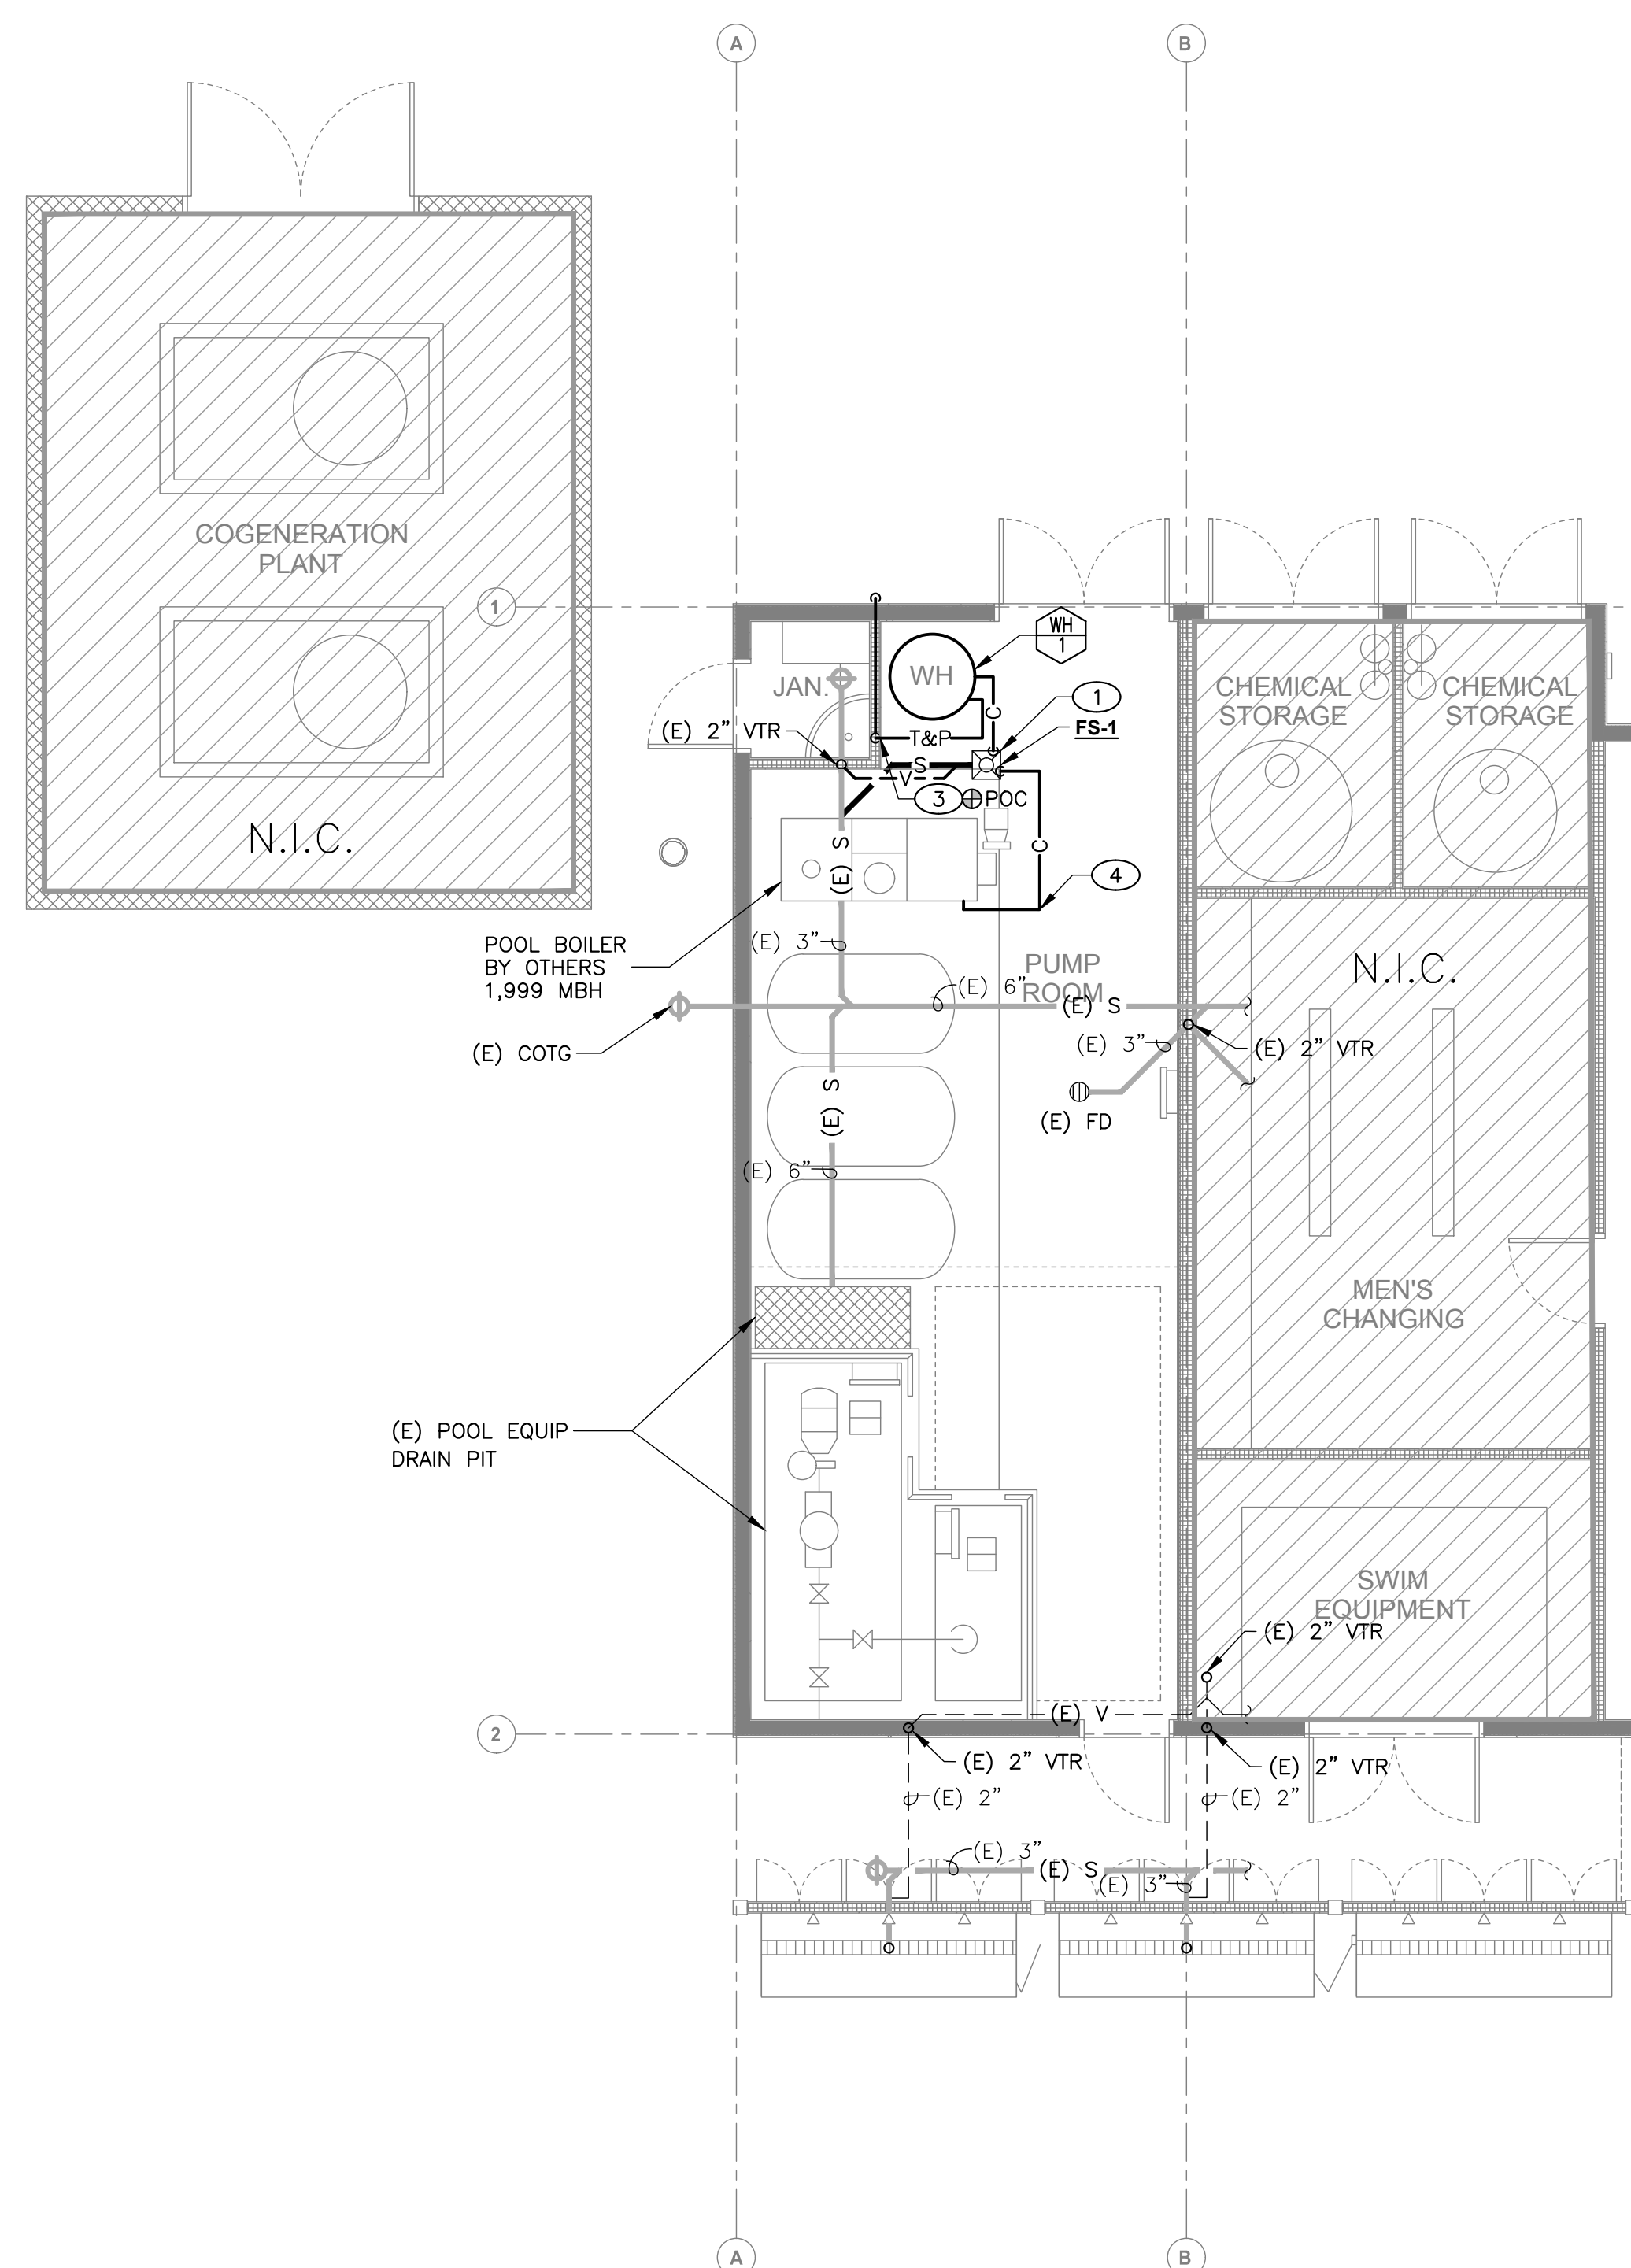 A
B
COGENERATION
PLANT
1
N.I.C.
WH
1
WH
JAN.
C
1
FS-1
(E) 2” VTR
T&P
S
V
3
POC
CHEMICAL
STORAGE
CHEMICAL
STORAGE
(E) S
C
4
POOL BOILER
BY OTHERS
1,999 MBH
(E) 3”
PUMP
ROOM
N.I.C.
(E) 6”
(E) S
(E) COTG
(E) 3”
(E) 2” VTR
(E) S
(E) FD
(E) 6”
MEN'S
CHANGING
(E) POOL EQUIP
DRAIN PIT
SWIM
EQUIPMENT
(E) 2” VTR
(E) V
2
(E) 2” VTR
(E) 2” VTR
(E) 2”
(E) 2”
(E) 3”
(E) S
(E) 3”
A
B